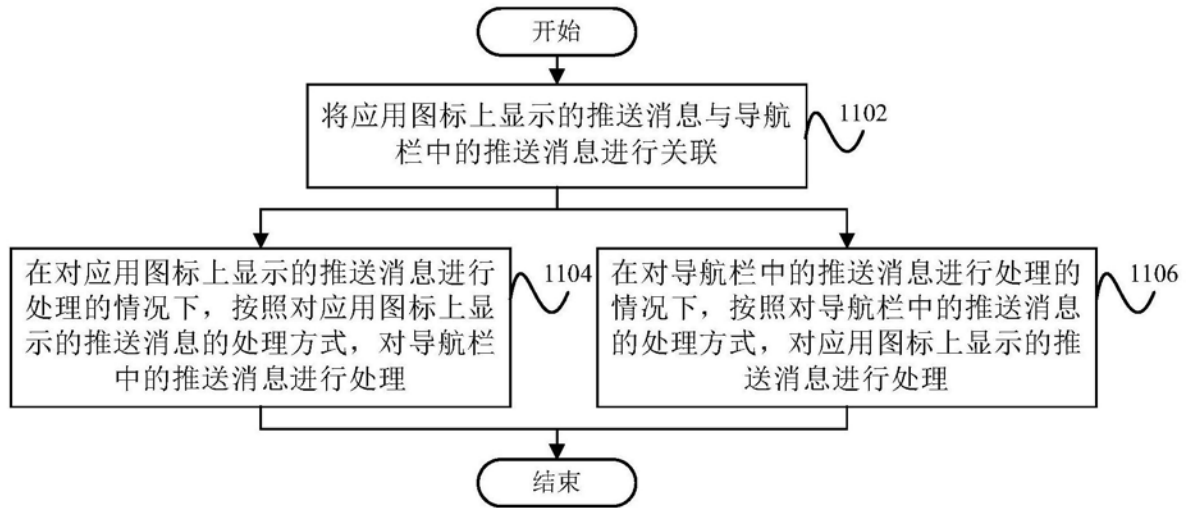 开始
将应用图标上显示的推送消息与导航
栏中的推送消息进行关联
1102
在对应用图标上显示的推送消息进行
处理的情况下，按照对应用图标上显
示的推送消息的处理方式，对导航栏
中的推送消息进行处理
1104
在对导航栏中的推送消息进行处理的
情况下，按照对导航栏中的推送消息
的处理方式，对应用图标上显示的推
送消息进行处理
1106
结束